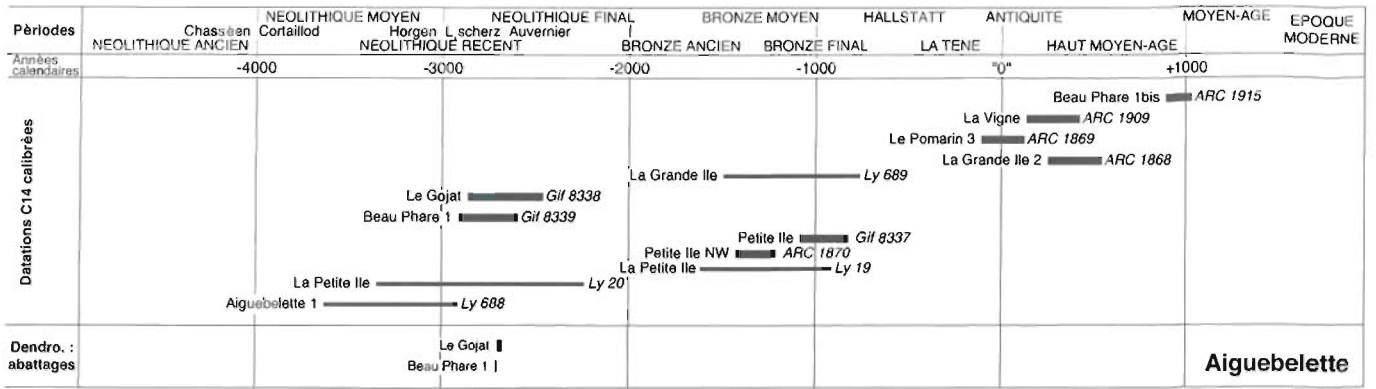 Pèriodes
NEOLITHIQUE MOYEN NEOLITHIQUE FINAL BRONZE MOYEN HALLSTATT ANTIQUITE MOYEN-AGE EPOQUE MODERNE
Chassèen Cortaillod Horgen L scherz Auvernier
NEOLITHIQUE ANCIEN NEOLITHIQUE RECENT BRONZE ANCIEN BRONZE FINAL LA TENE HAUT MOYEN-AGE
Annèes calendaires -4000 -3000 -2000 -1000 "0" +1000
Datations C14 calibrèes
Beau Phare 1bis ARC 1915
La Vigne ARC 1909
Le Pomarin 3 ARC 1869
La Grande Ile 2 ARC 1868
La Grande Ile Ly 689
Le Gojat Gif 8338
Beau Phare 1 Gif 8339
Petite Ile Gif 8337
Petite Ile NW ARC 1870
La Petite Ile Ly 19
La Petite Ile Ly 20
Aiguebelette 1 Ly 688
Dendro. : abattages
Le Gojat
Beau Phare 1
Aiguebelette